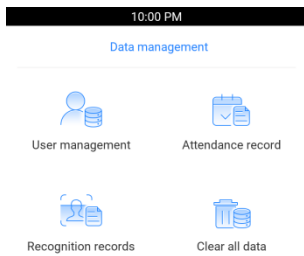 10:00 PM
Data management
User management
Attendance record
Recognition records
Clear all data